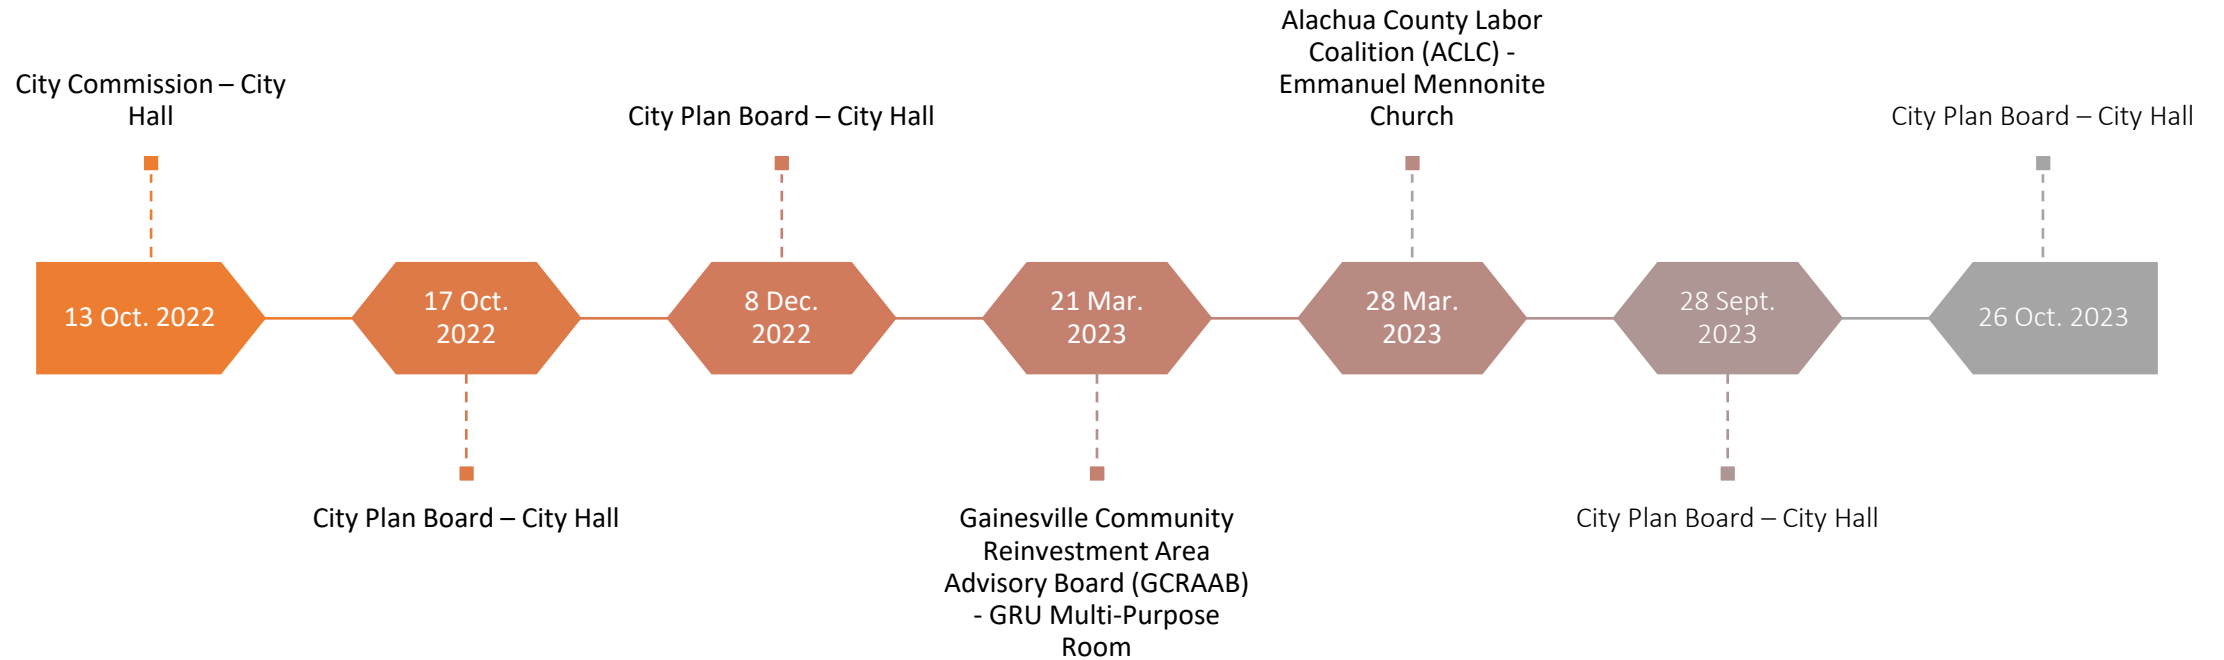 City Commission – City
Hall
13 Oct. 2022
17 Oct.
2022
City Plan Board – City Hall
City Plan Board – City Hall
8 Dec.
2022
21 Mar.
2023
Gainesville Community
Reinvestment Area
Advisory Board (GCRAAB)
- GRU Multi-Purpose
Room
Alachua County Labor
Coalition (ACLC) -
Emmanuel Mennonite
Church
28 Mar.
2023
28 Sept.
2023
City Plan Board – City Hall
City Plan Board – City Hall
26 Oct. 2023